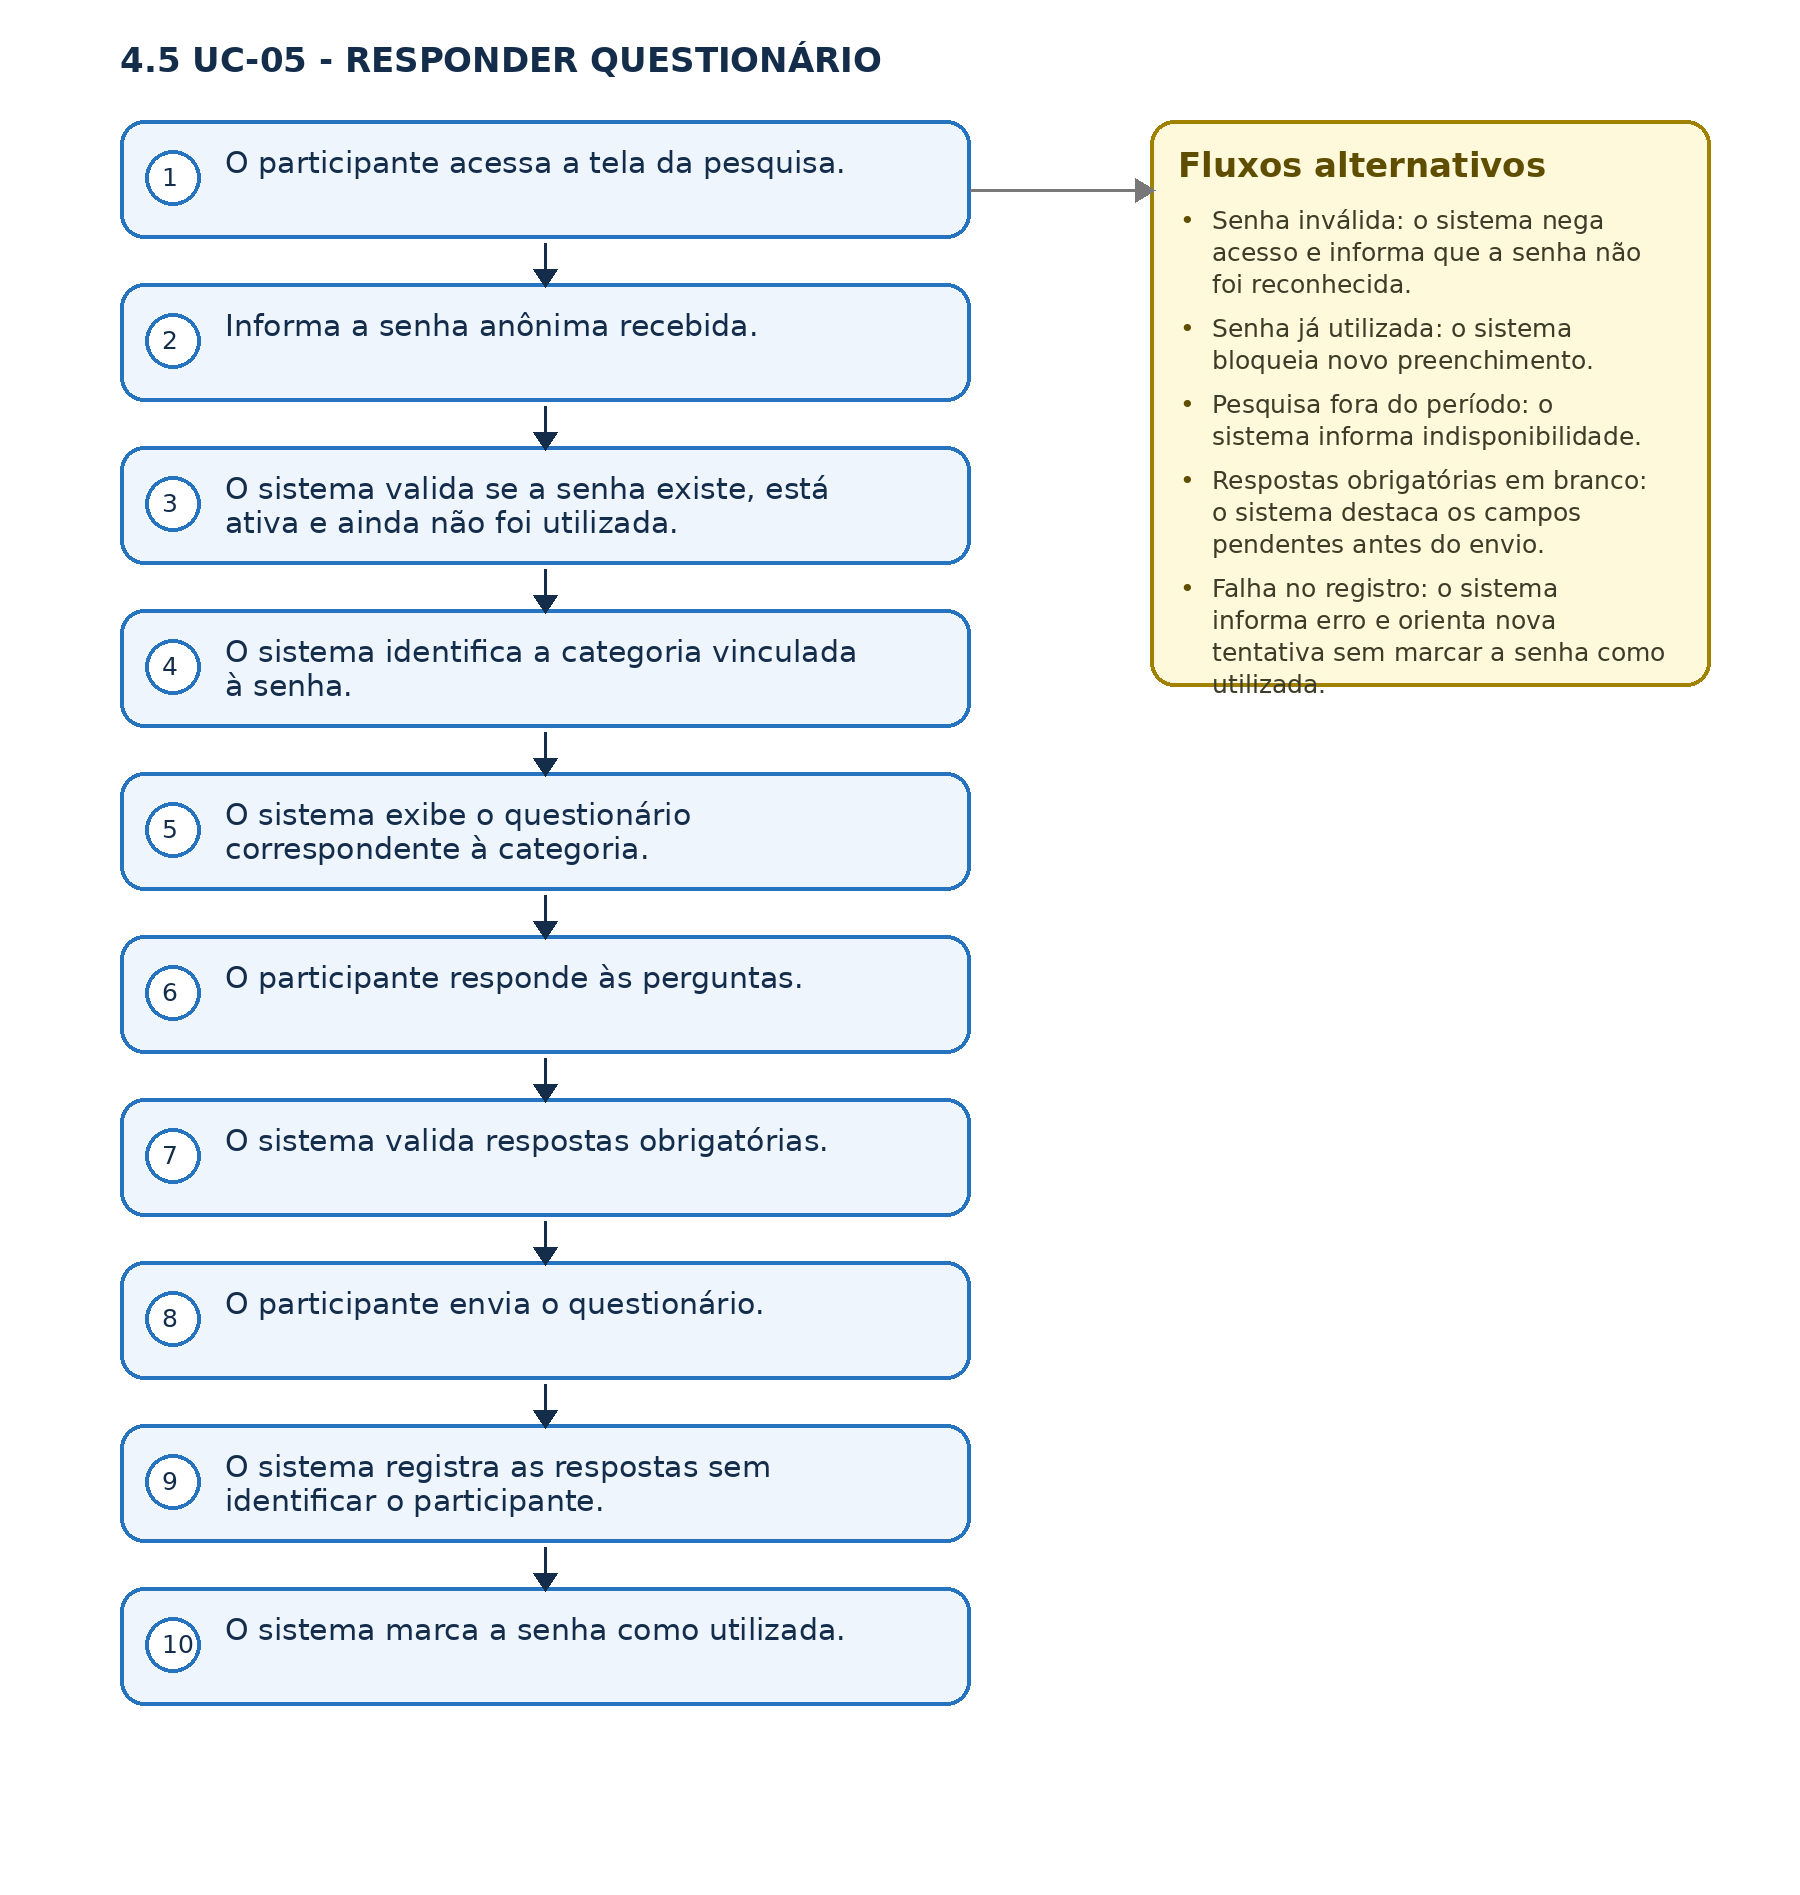 4.5 UC-05 - RESPONDER QUESTIONÁRIO
1
O participante acessa a tela da pesquisa.
2
Informa a senha anônima recebida.
3
O sistema valida se a senha existe, está
ativa e ainda não foi utilizada.
4
O sistema identifica a categoria vinculada
à senha.
5
O sistema exibe o questionário
correspondente à categoria.
6
O participante responde às perguntas.
7
O sistema valida respostas obrigatórias.
8
O participante envia o questionário.
9
O sistema registra as respostas sem
identificar o participante.
10
O sistema marca a senha como utilizada.
Fluxos alternativos
• Senha inválida: o sistema nega
acesso e informa que a senha não
foi reconhecida.
• Senha já utilizada: o sistema
bloqueia novo preenchimento.
• Pesquisa fora do período: o
sistema informa indisponibilidade.
• Respostas obrigatórias em branco:
o sistema destaca os campos
pendentes antes do envio.
• Falha no registro: o sistema
informa erro e orienta nova
tentativa sem marcar a senha como
utilizada.